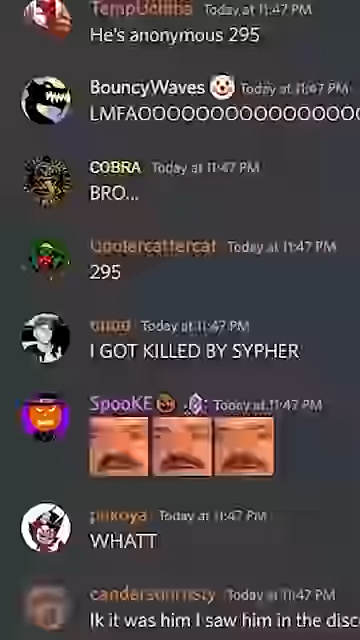 Today at 11:47 PM
He's anonymous 295
BouncyWaves Today at 11:47 PM
LMFAOOOOOOOOOOOOOOOOO
COBRA Today at 11:47 PM
BRO...
Today at 11:47 PM
295
Today at 11:47 PM
I GOT KILLED BY SYPHER
SpooKE Today at 11:47 PM
pinkoya Today at 11:47 PM
WHATT
Today at 11:47 PM
Ik it was him I saw him in the disc